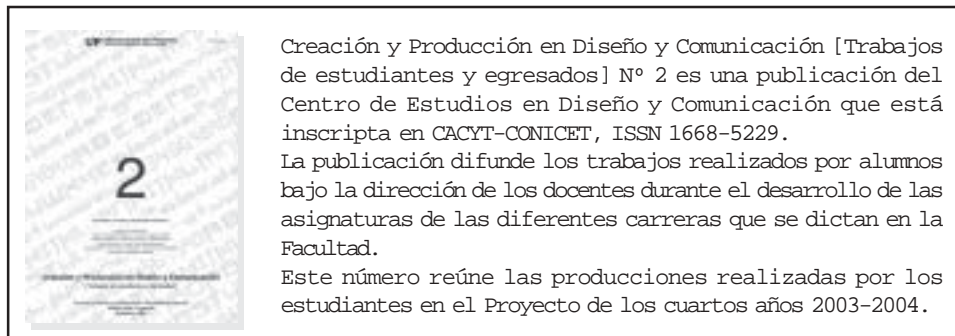 2
Creación y Producción en Diseño y Comunicación [Trabajos
de estudiantes y egresados] Nº 2 es una publicación del
Centro de Estudios en Diseño y Comunicación que está
inscripta en CACYT-CONICET, ISSN 1668-5229.
La publicación difunde los trabajos realizados por alumnos
bajo la dirección de los docentes durante el desarrollo de las
asignaturas de las diferentes carreras que se dictan en la
Facultad.
Este número reúne las producciones realizadas por los
estudiantes en el Proyecto de los cuartos años 2003-2004.